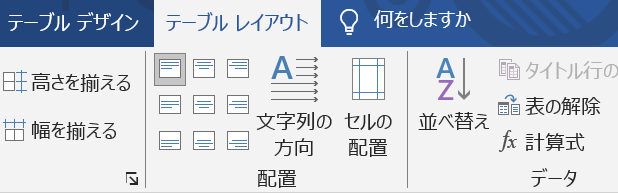 テーブル デザイン
テーブル レイアウト
何をしますか
高さを揃える
幅を揃える
文字列の
方向
セルの
配置
配置
A
Z
並べ替え
タイトル行の
表の解除
fx 計算式
データ